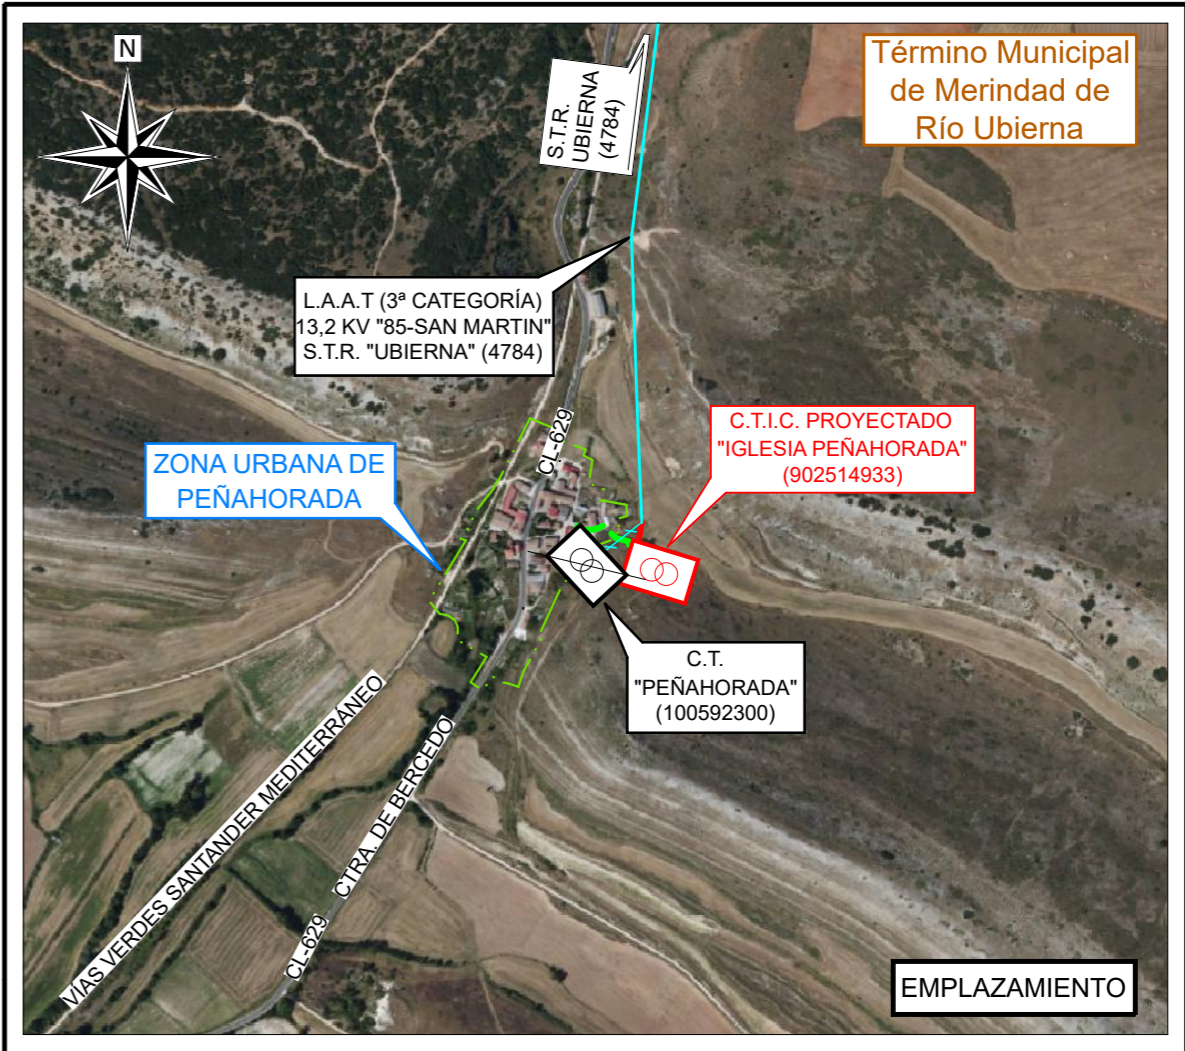 N
S.T.R.
UBIERNA
(4784)
Término Municipal
de Merindad de
Río Ubierna
L.A.A.T (3ª CATEGORÍA)
13,2 KV "85-SAN MARTIN"
S.T.R. "UBIERNA" (4784)
CL-629
C.T.I.C. PROYECTADO
"IGLESIA PEÑAHORADA"
(902514933)
ZONA URBANA DE
PEÑAHORADA
C.T.
"PEÑAHORADA"
(100592300)
VÍAS VERDES SANTANDER MEDITERRÁNEO
CL-629 CTRA. DE BERCEDO
EMPLAZAMIENTO